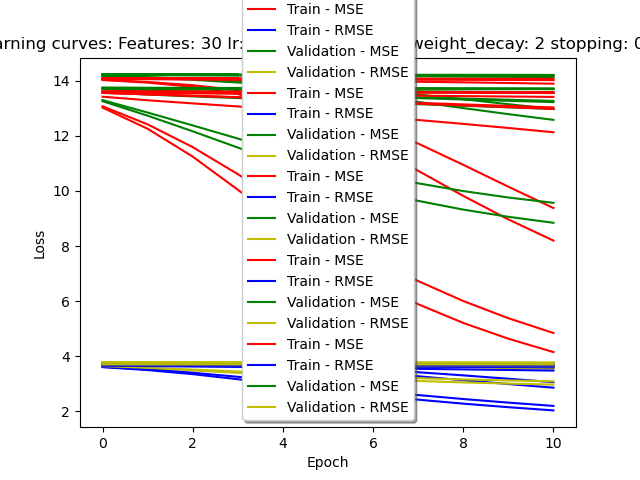 arning curves: Features: 30 lr: weight_decay: 2 stopping: 0
Train - MSE
Train - RMSE
Validation - MSE
Validation - RMSE
Train - MSE
Train - RMSE
Validation - MSE
Validation - RMSE
Train - MSE
Train - RMSE
Validation - MSE
Validation - RMSE
Train - MSE
Train - RMSE
Validation - MSE
Validation - RMSE
Train - MSE
Train - RMSE
Validation - MSE
Validation - RMSE
14
12
10
8
6
4
2
Loss
0 2 4 6 8 10
Epoch